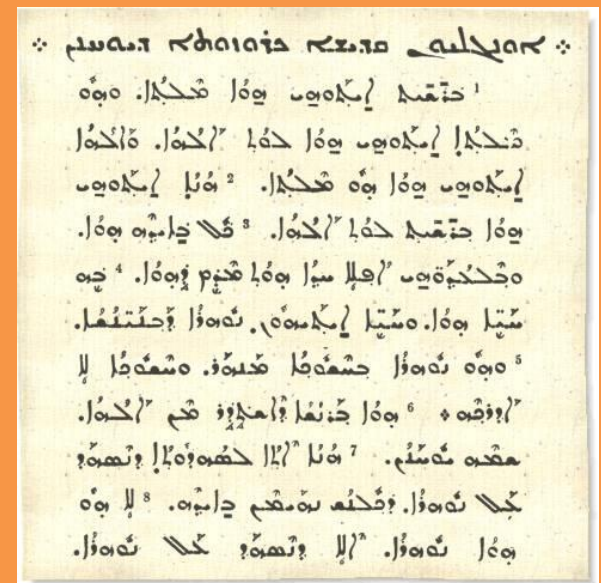 ܀ ܐܘܢܓܠܝܘܢ ܩܕܝܫܐ ܟܪܘܙܘܬܐ ܕܝܘܚܢܢ ܀
1 ܒܪܫܝܬ ܐܝܬܘܗܝ ܗܘܐ ܡܠܬܐ. ܘܗܘ
ܡܠܬܐ ܐܝܬܘܗܝ ܗܘܐ ܠܘܬ ܐܠܗܐ. ܘܐܠܗܐ
ܐܝܬܘܗܝ ܗܘܐ ܗܘ ܡܠܬܐ. 2 ܗܢܐ ܐܝܬܘܗܝ
ܗܘܐ ܒܪܫܝܬ ܠܘܬ ܐܠܗܐ. 3 ܟܠ ܒܐܝܕܗ ܗܘܐ.
ܘܒܠܥܕܘܗܝ ܐܦܠܐ ܚܕܐ ܗܘܬ ܡܕܡ ܕܗܘܐ. 4 ܒܗ
ܚܝܐ ܗܘܐ. ܘܚܝܐ ܐܝܬܝܗܘܢ ܢܘܗܪܐ ܕܒܢܝܢܫܐ.
5 ܘܗܘ ܢܘܗܪܐ ܒܚܫܘܟܐ ܡܢܗܪ. ܘܚܫܘܟܐ ܠܐ
ܐܕܪܟܗ ܀ 6 ܗܘܐ ܒܪܢܫܐ ܕܐܫܬܕܪ ܡܢ ܐܠܗܐ.
ܫܡܗ ܝܘܚܢܢ. 7 ܗܢܐ ܐܬܐ ܠܣܗܕܘܬܐ ܕܢܣܗܕ
ܥܠ ܢܘܗܪܐ. ܕܟܠܢܫ ܢܗܝܡܢ ܒܐܝܕܗ. 8 ܠܐ ܗܘ
ܗܘܐ ܢܘܗܪܐ. ܐܠܐ ܕܢܣܗܕ ܥܠ ܢܘܗܪܐ.